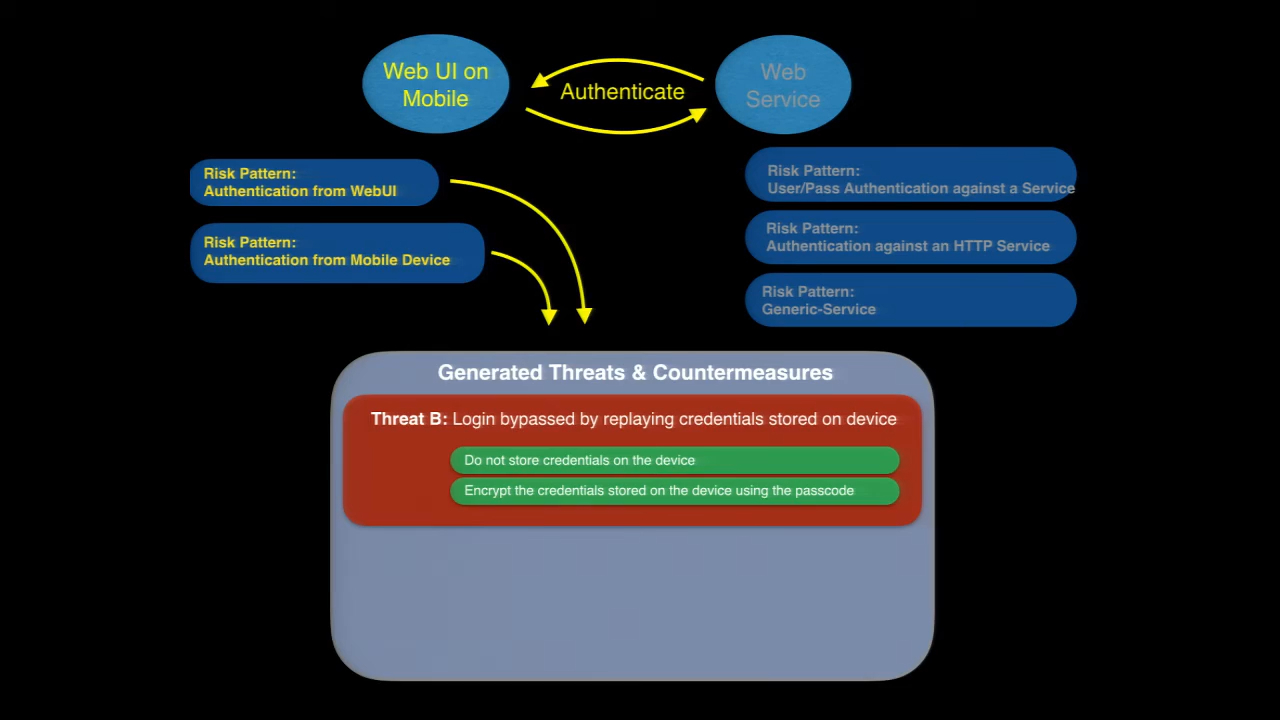 Web UI on
Mobile
Authenticate
Web
Service
Risk Pattern:
Authentication from WebUI
Risk Pattern:
Authentication from Mobile Device
Risk Pattern:
User/Pass Authentication against a Service
Risk Pattern:
Authentication against an HTTP Service
Risk Pattern:
Generic-Service
Generated Threats & Countermeasures
Threat B: Login bypassed by replaying credentials stored on device
Do not store credentials on the device
Encrypt the credentials stored on the device using the passcode